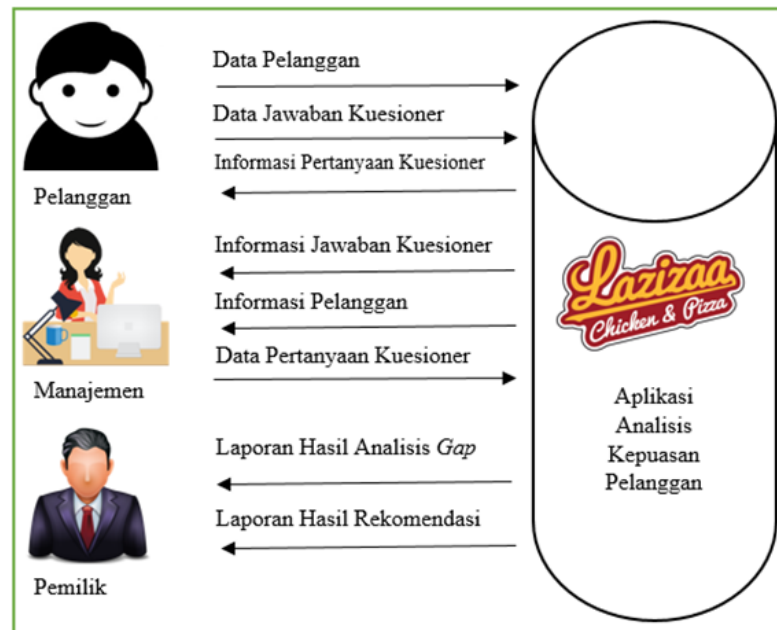 Data Pelanggan
Data Jawaban Kuesioner
Informasi Pertanyaan Kuesioner
Pelanggan
Informasi Jawaban Kuesioner
Informasi Pelanggan
Data Pertanyaan Kuesioner
Manajemen
Laporan Hasil Analisis Gap
Laporan Hasil Rekomendasi
Pemilik
Lazizaa
Chicken & Pizza
Aplikasi
Analisis
Kepuasan
Pelanggan